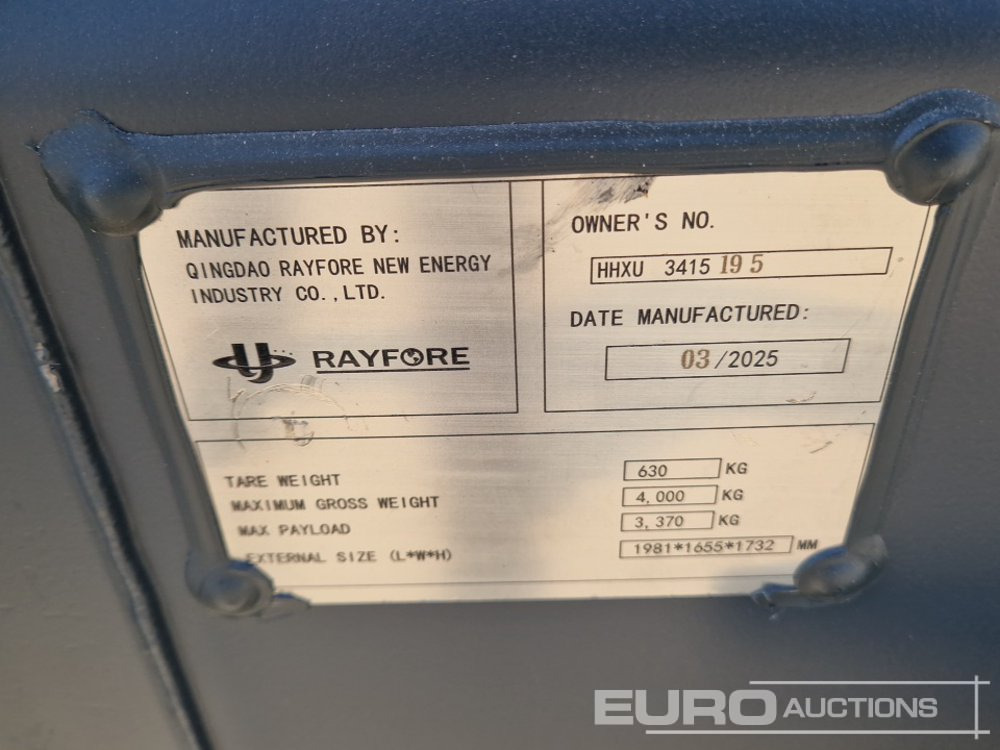 MANUFACTURED BY:
QINGDAO RAYFORE NEW ENERGY
INDUSTRY CO.,LTD.
RAYFORE
OWNER'S NO.
HHXU 3415 19 5
DATE MANUFACTURED:
03/2025
TARE WEIGHT 630 KG
MAXIMUM GROSS WEIGHT 4,000 KG
MAX PAYLOAD 3,370 KG
EXTERNAL SIZE (L*W*H) 1981*1655*1732 MM
EURO AUCTIONS